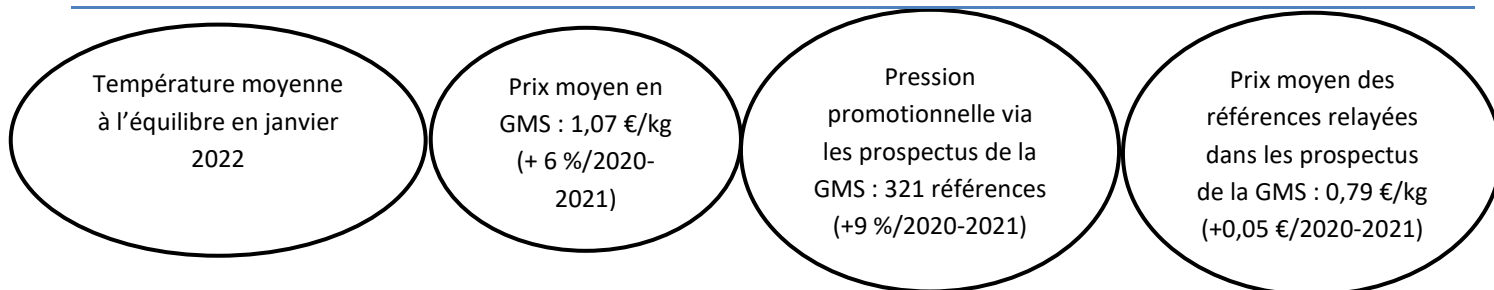 Température moyenne
à l’équilibre en janvier
2022
Prix moyen en
GMS : 1,07 €/kg
(+ 6 %/2020-
2021)
Pression
promotionnelle via
les prospectus de la
GMS : 321 références
(+9 %/2020-2021)
Prix moyen des
références relayées
dans les prospectus
de la GMS : 0,79 €/kg
(+0,05 €/2020-2021)